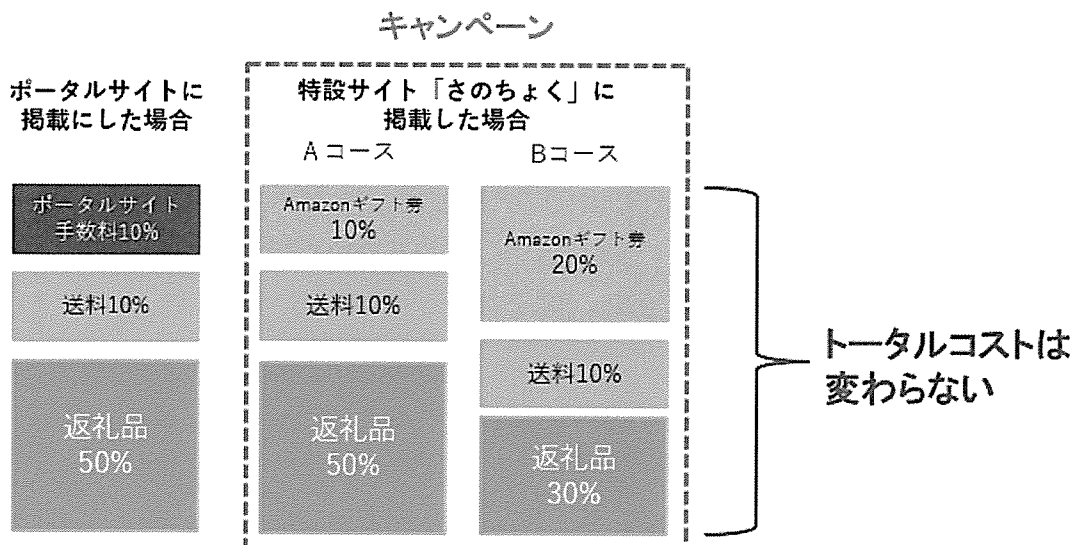 キャンペーン
ポータルサイトに
掲載にした場合
特設サイト「さのちょく」に
掲載した場合
Aコース
Bコース
ポータルサイト
手数料10%
送料10%
返礼品
50%
Amazonギフト券
10%
送料10%
返礼品
50%
Amazonギフト券
20%
送料10%
返礼品
30%
トータルコストは
変わらない